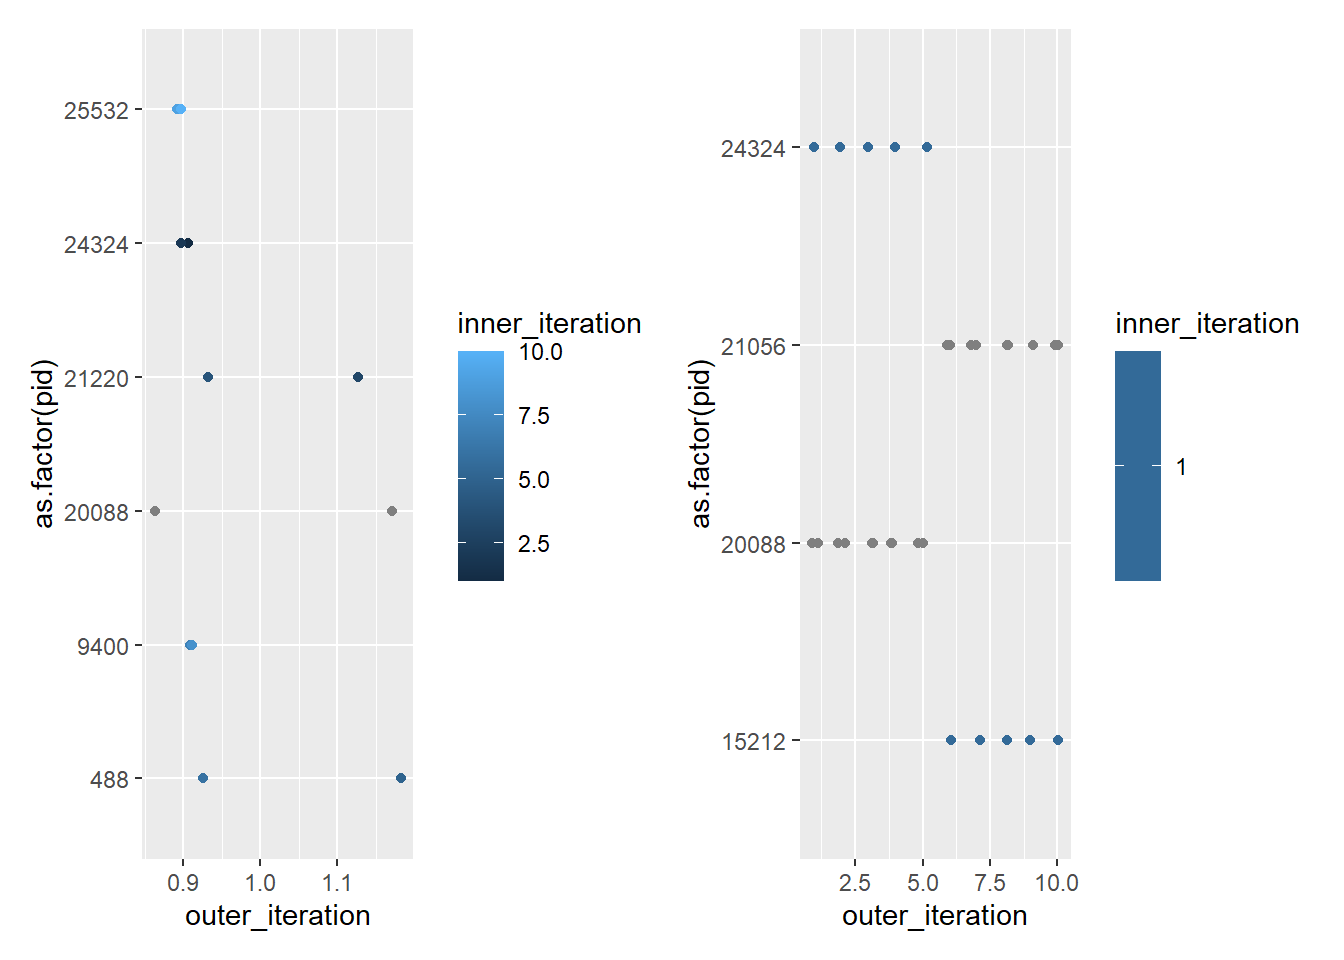 25532
24324
21220
20088
9400
488
as.factor(pid)
0.9 1.0 1.1
outer_iteration
inner_iteration
10.0
7.5
5.0
2.5
24324
21056
20088
15212
as.factor(pid)
2.5 5.0 7.5 10.0
outer_iteration
inner_iteration
1